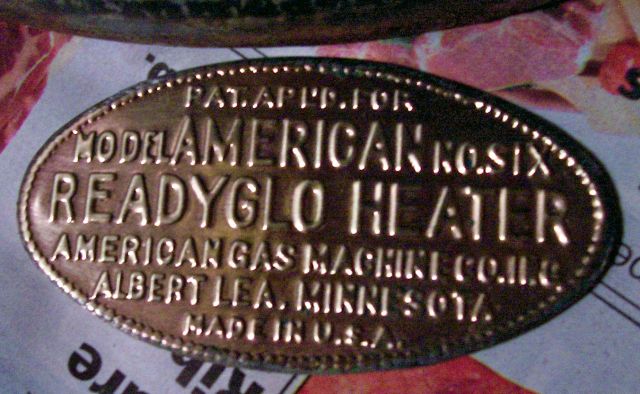 PAT. APP'D. FOR
MODEL AMERICAN NO. SIX
READYGLO HEATER
AMERICAN GAS MACHINE CO. INC.
ALBERT LEA, MINNESOTA
MADE IN U.S.A.
Rib